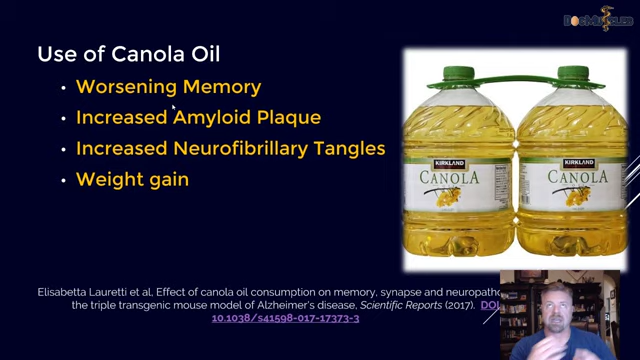 DocMuscles
Use of Canola Oil
• Worsening Memory
• Increased Amyloid Plaque
• Increased Neurofibrillary Tangles
• Weight gain
KIRKLAND
CANOLA
KIRKLAND
CANOLA
Elisabetta Lauretti et al, Effect of canola oil consumption on memory, synapse and
the triple transgenic mouse model of Alzheimer's disease, Scientific Reports (2017). DOI
10.1038/s41598-017-17373-3